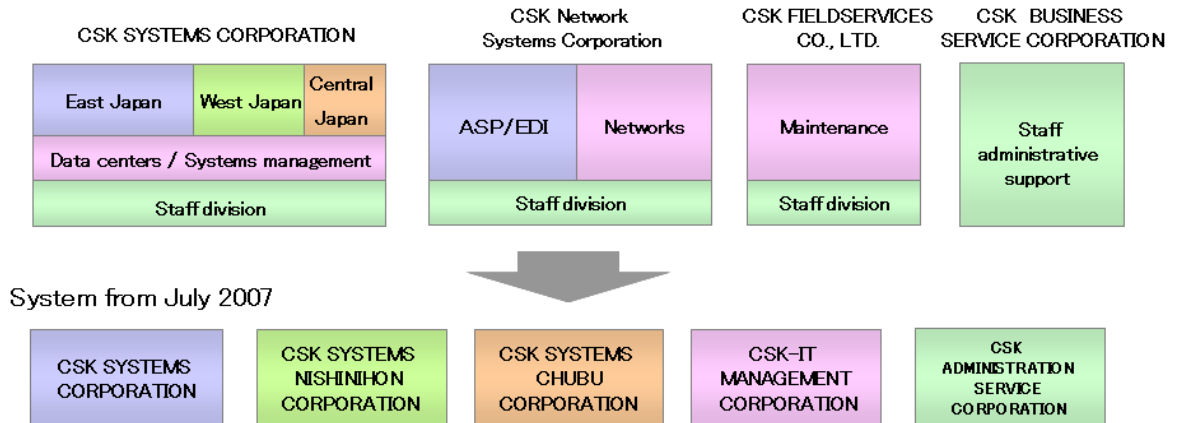 CSK SYSTEMS CORPORATION
CSK Network
Systems Corporation
CSK FIELDSERVICES
CO., LTD.
CSK BUSINESS
SERVICE CORPORATION
East Japan
West Japan
Central
Japan
Data centers / Systems management
Staff division
ASP/EDI
Networks
Staff division
Maintenance
Staff division
Staff
administrative
support
System from July 2007
CSK SYSTEMS
CORPORATION
CSK SYSTEMS
NISHINIHON
CORPORATION
CSK SYSTEMS
CHUBU
CORPORATION
CSK-IT
MANAGEMENT
CORPORATION
CSK
ADMINISTRATION
SERVICE
CORPORATION